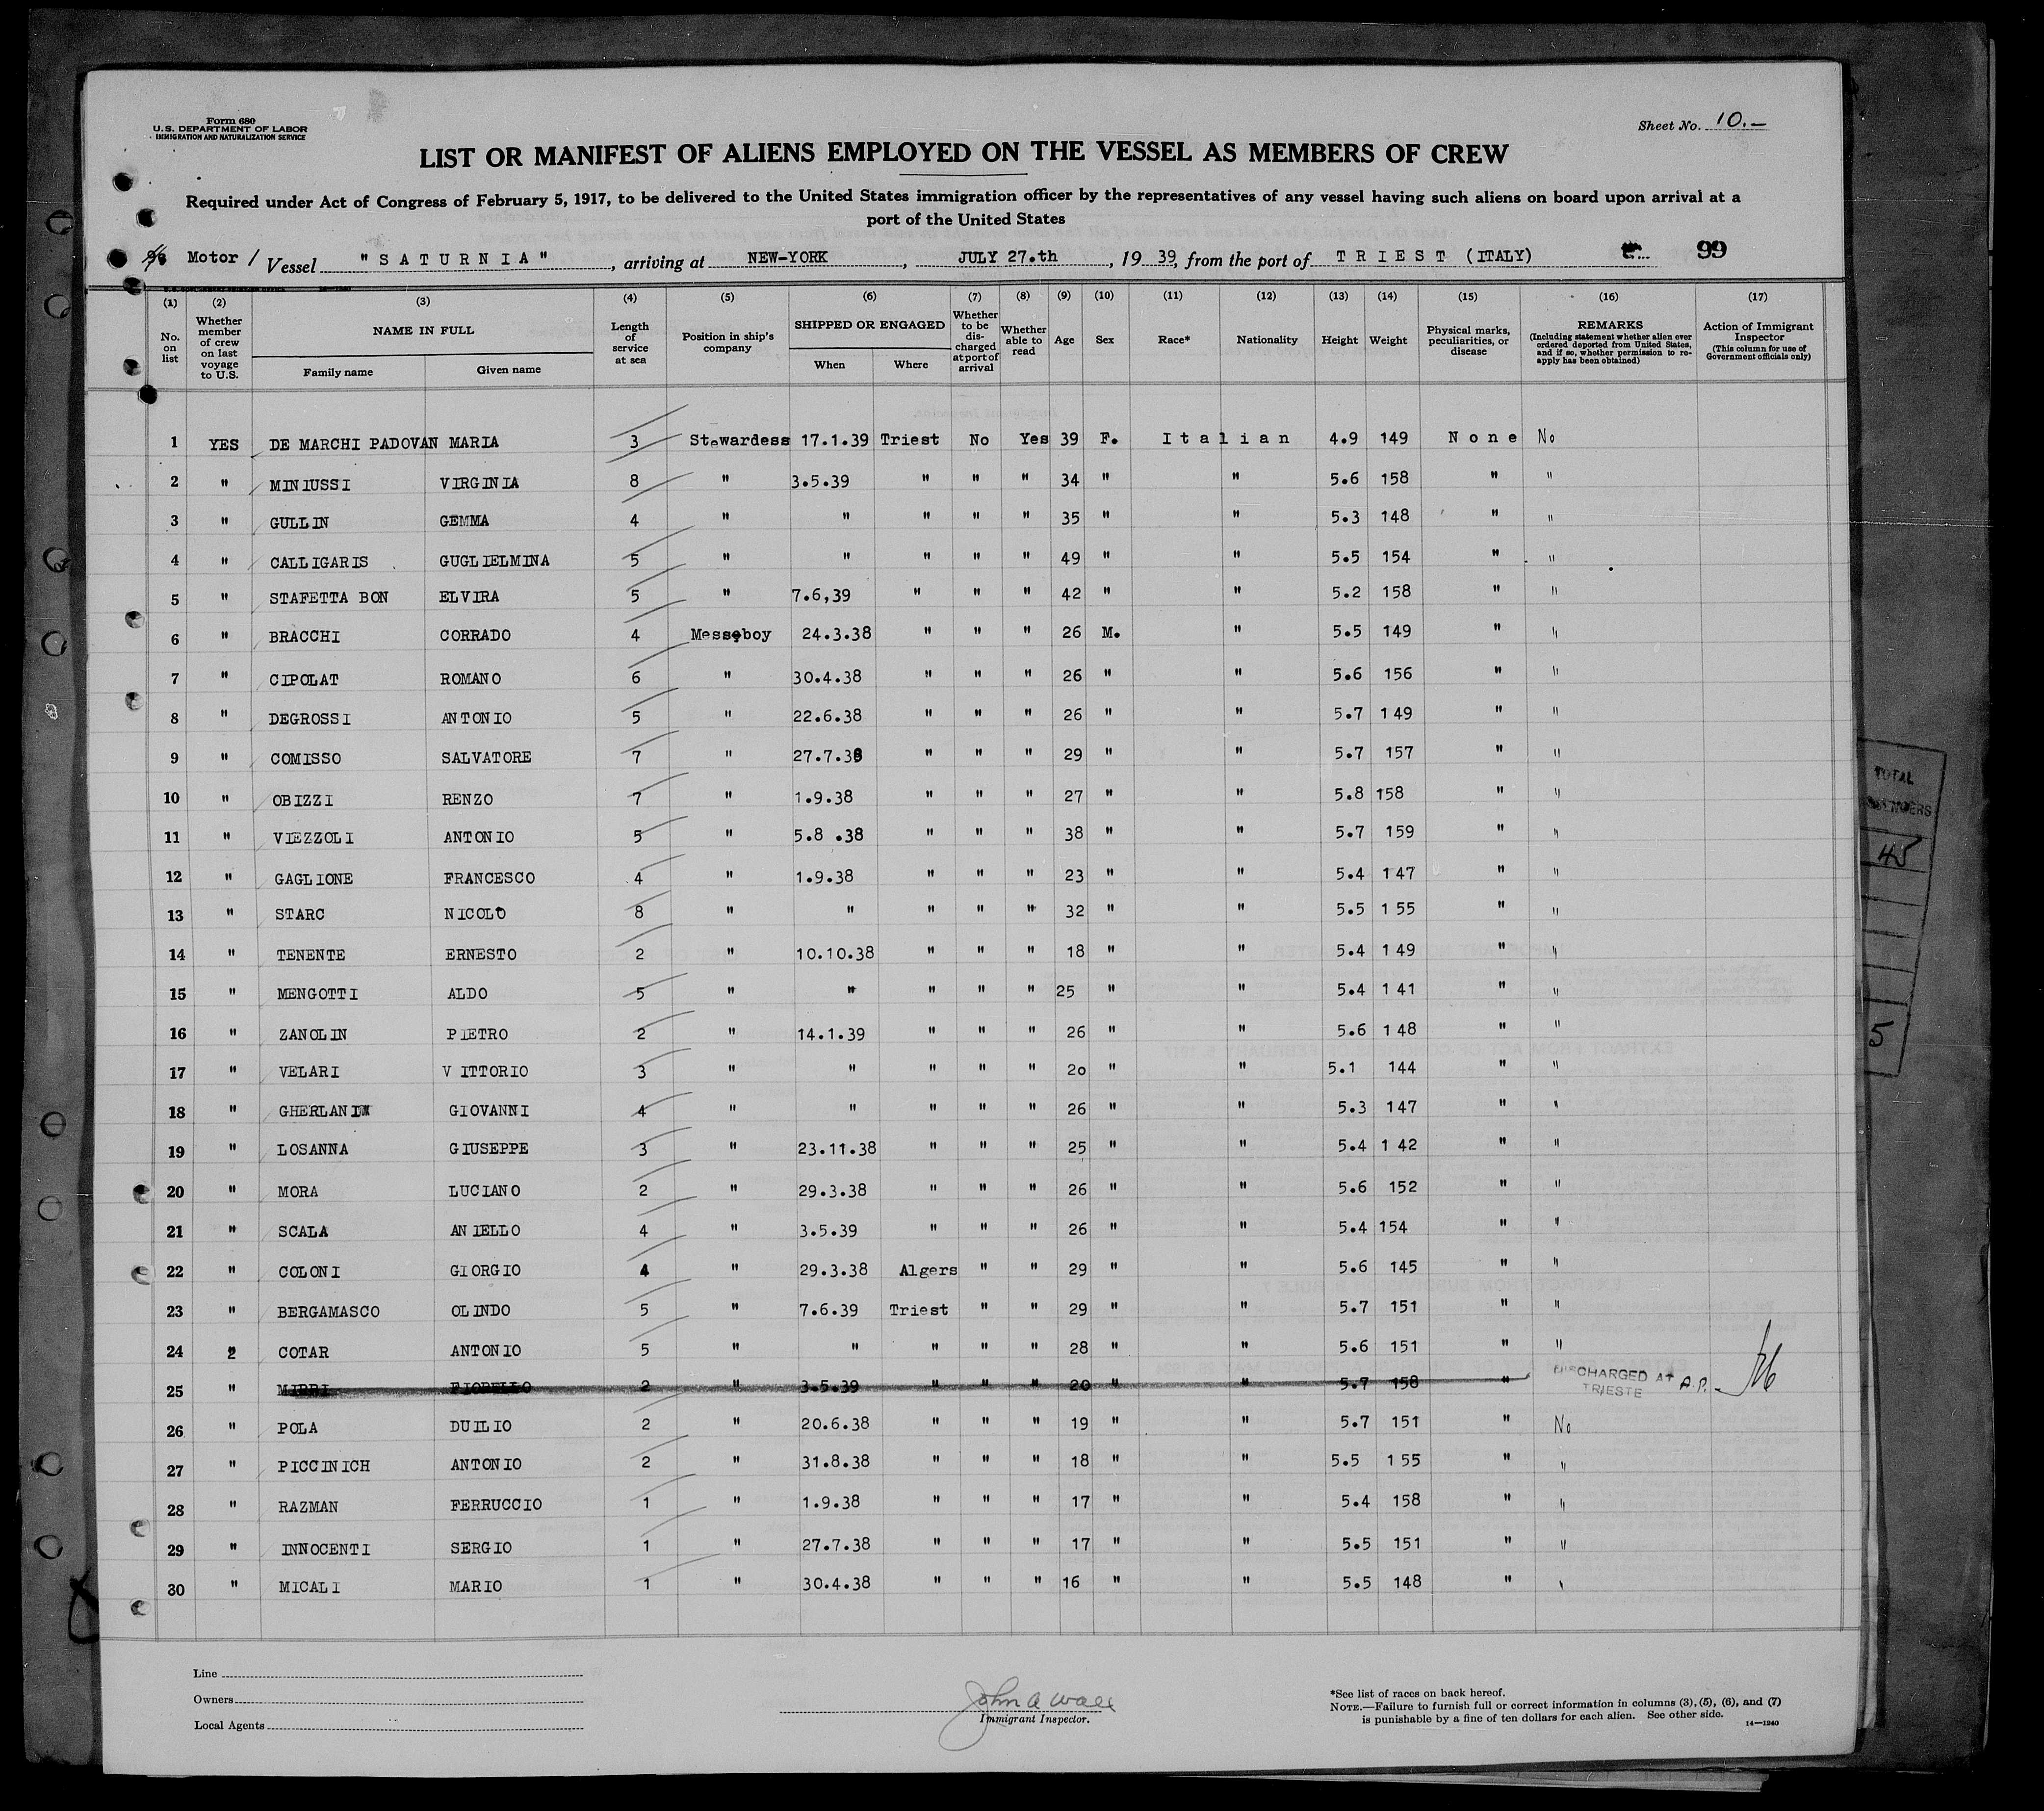 Form 680
U.S. DEPARTMENT OF LABOR
IMMIGRATION AND NATURALIZATION SERVICE
Sheet No. 10.-
LIST OR MANIFEST OF ALIENS EMPLOYED ON THE VESSEL AS MEMBERS OF CREW
Required under Act of Congress of February 5, 1917, to be delivered to the United States immigration officer by the representatives of any vessel having such aliens on board upon arrival at a
port of the United States
Motor / Vessel "SATURNIA", arriving at NEW-YORK, JULY 27.th, 1939, from the port of TRIEST (ITALY) 99
(1) (2) (3) (4) (5) (6) (7) (8) (9) (10) (11) (12) (13) (14) (15) (16) (17)
No. on list Whether member of crew on last voyage to U.S. NAME IN FULL Family name Given name Length of service at sea Position in ship's company SHIPPED OR ENGAGED When Where Whether to be discharged at port of arrival Whether able to read Age Sex Race* Nationality Height Weight Physical marks, peculiarities, or disease REMARKS (Including statement whether alien ever ordered deported from United States, and if so, whether permission to re-apply has been obtained) Action of Immigrant Inspector (This column for use of Government officials only)
1 YES DE MARCHI PADOVAN MARIA 3 Stewardess 17.1.39 Triest No Yes 39 F. Italian 4.9 149 None No
2 " MINIUSSI VIRGINIA 8 " 3.5.39 " " " 34 " " 5.6 158 " "
3 " GULLIN GEMMA 4 " " " " " 35 " " 5.3 148 " "
4 " CALLIGARIS GUGLIELMINA 5 " " " " " 49 " " 5.5 154 " "
5 " STAFETTA BON ELVIRA 5 " 7.6,39 " " " 42 " " 5.2 158 " "
6 " BRACCHI CORRADO 4 Messeboy 24.3.38 " " " 26 M. " 5.5 149 " "
7 " CIPOLAT ROMANO 6 " 30.4.38 " " " 26 " " 5.6 156 " "
8 " DEGROSSI ANTONIO 5 " 22.6.38 " " " 26 " " 5.7 149 " "
9 " COMISSO SALVATORE 7 " 27.7.38 " " " 29 " " 5.7 157 " "
10 " OBIZZI RENZO 7 " 1.9.38 " " " 27 " " 5.8 158 " "
11 " VIEZZOLI ANTONIO 5 " 5.8 .38 " " " 38 " " 5.7 159 " "
12 " GAGLIONE FRANCESCO 4 " 1.9.38 " " " 23 " " 5.4 147 " "
13 " STARC NICOLO 8 " " " " " 32 " " 5.5 155 " "
14 " TENENTE ERNESTO 2 " 10.10.38 " " " 18 " " 5.4 149 " "
15 " MENGOTTI ALDO 5 " " " " " 25 " " 5.4 141 " "
16 " ZANOLIN PIETRO 2 " 14.1.39 " " " 26 " " 5.6 148 " "
17 " VELARI VITTORIO 3 " " " " " 20 " " 5.1 144 " "
18 " GHERLANI GIOVANNI 4 " " " " " 26 " " 5.3 147 " "
19 " LOSANNA GIUSEPPE 3 " 23.11.38 " " " 25 " " 5.4 142 " "
20 " MORA LUCIANO 2 " 29.3.38 " " " 26 " " 5.6 152 " "
21 " SCALA ANIELLO 4 " 3.5.39 " " " 26 " " 5.4 154 " "
22 " COLONI GIORGIO 4 " 29.3.38 Algers " " 29 " " 5.6 145 " "
23 " BERGAMASCO OLINDO 5 " 7.6.39 Triest " " 29 " " 5.7 151 " "
24 " COTAR ANTONIO 5 " " " " " 28 " " 5.6 151 " "
25 " MIRRI FIORELLO 2 " 3.5.39 " " " 20 " " 5.7 158 " DISCHARGED AT TRIESTE
26 " POLA DUILIO 2 " 20.6.38 " " " 19 " " 5.7 151 " No
27 " PICCINICH ANTONIO 2 " 31.8.38 " " " 18 " " 5.5 155 " "
28 " RAZMAN FERRUCCIO 1 " 1.9.38 " " " 17 " " 5.4 158 " "
29 " INNOCENTI SERGIO 1 " 27.7.38 " " " 17 " " 5.5 151 " "
30 " MICALI MARIO 1 " 30.4.38 " " " 16 " " 5.5 148 " "
Line
Owners
Local Agents
John A Wall
Immigrant Inspector.
*See list of races on back hereof.
NOTE.—Failure to furnish full or correct information in columns (3), (5), (6), and (7)
is punishable by a fine of ten dollars for each alien. See other side.
14—1240
TOTAL
45
5